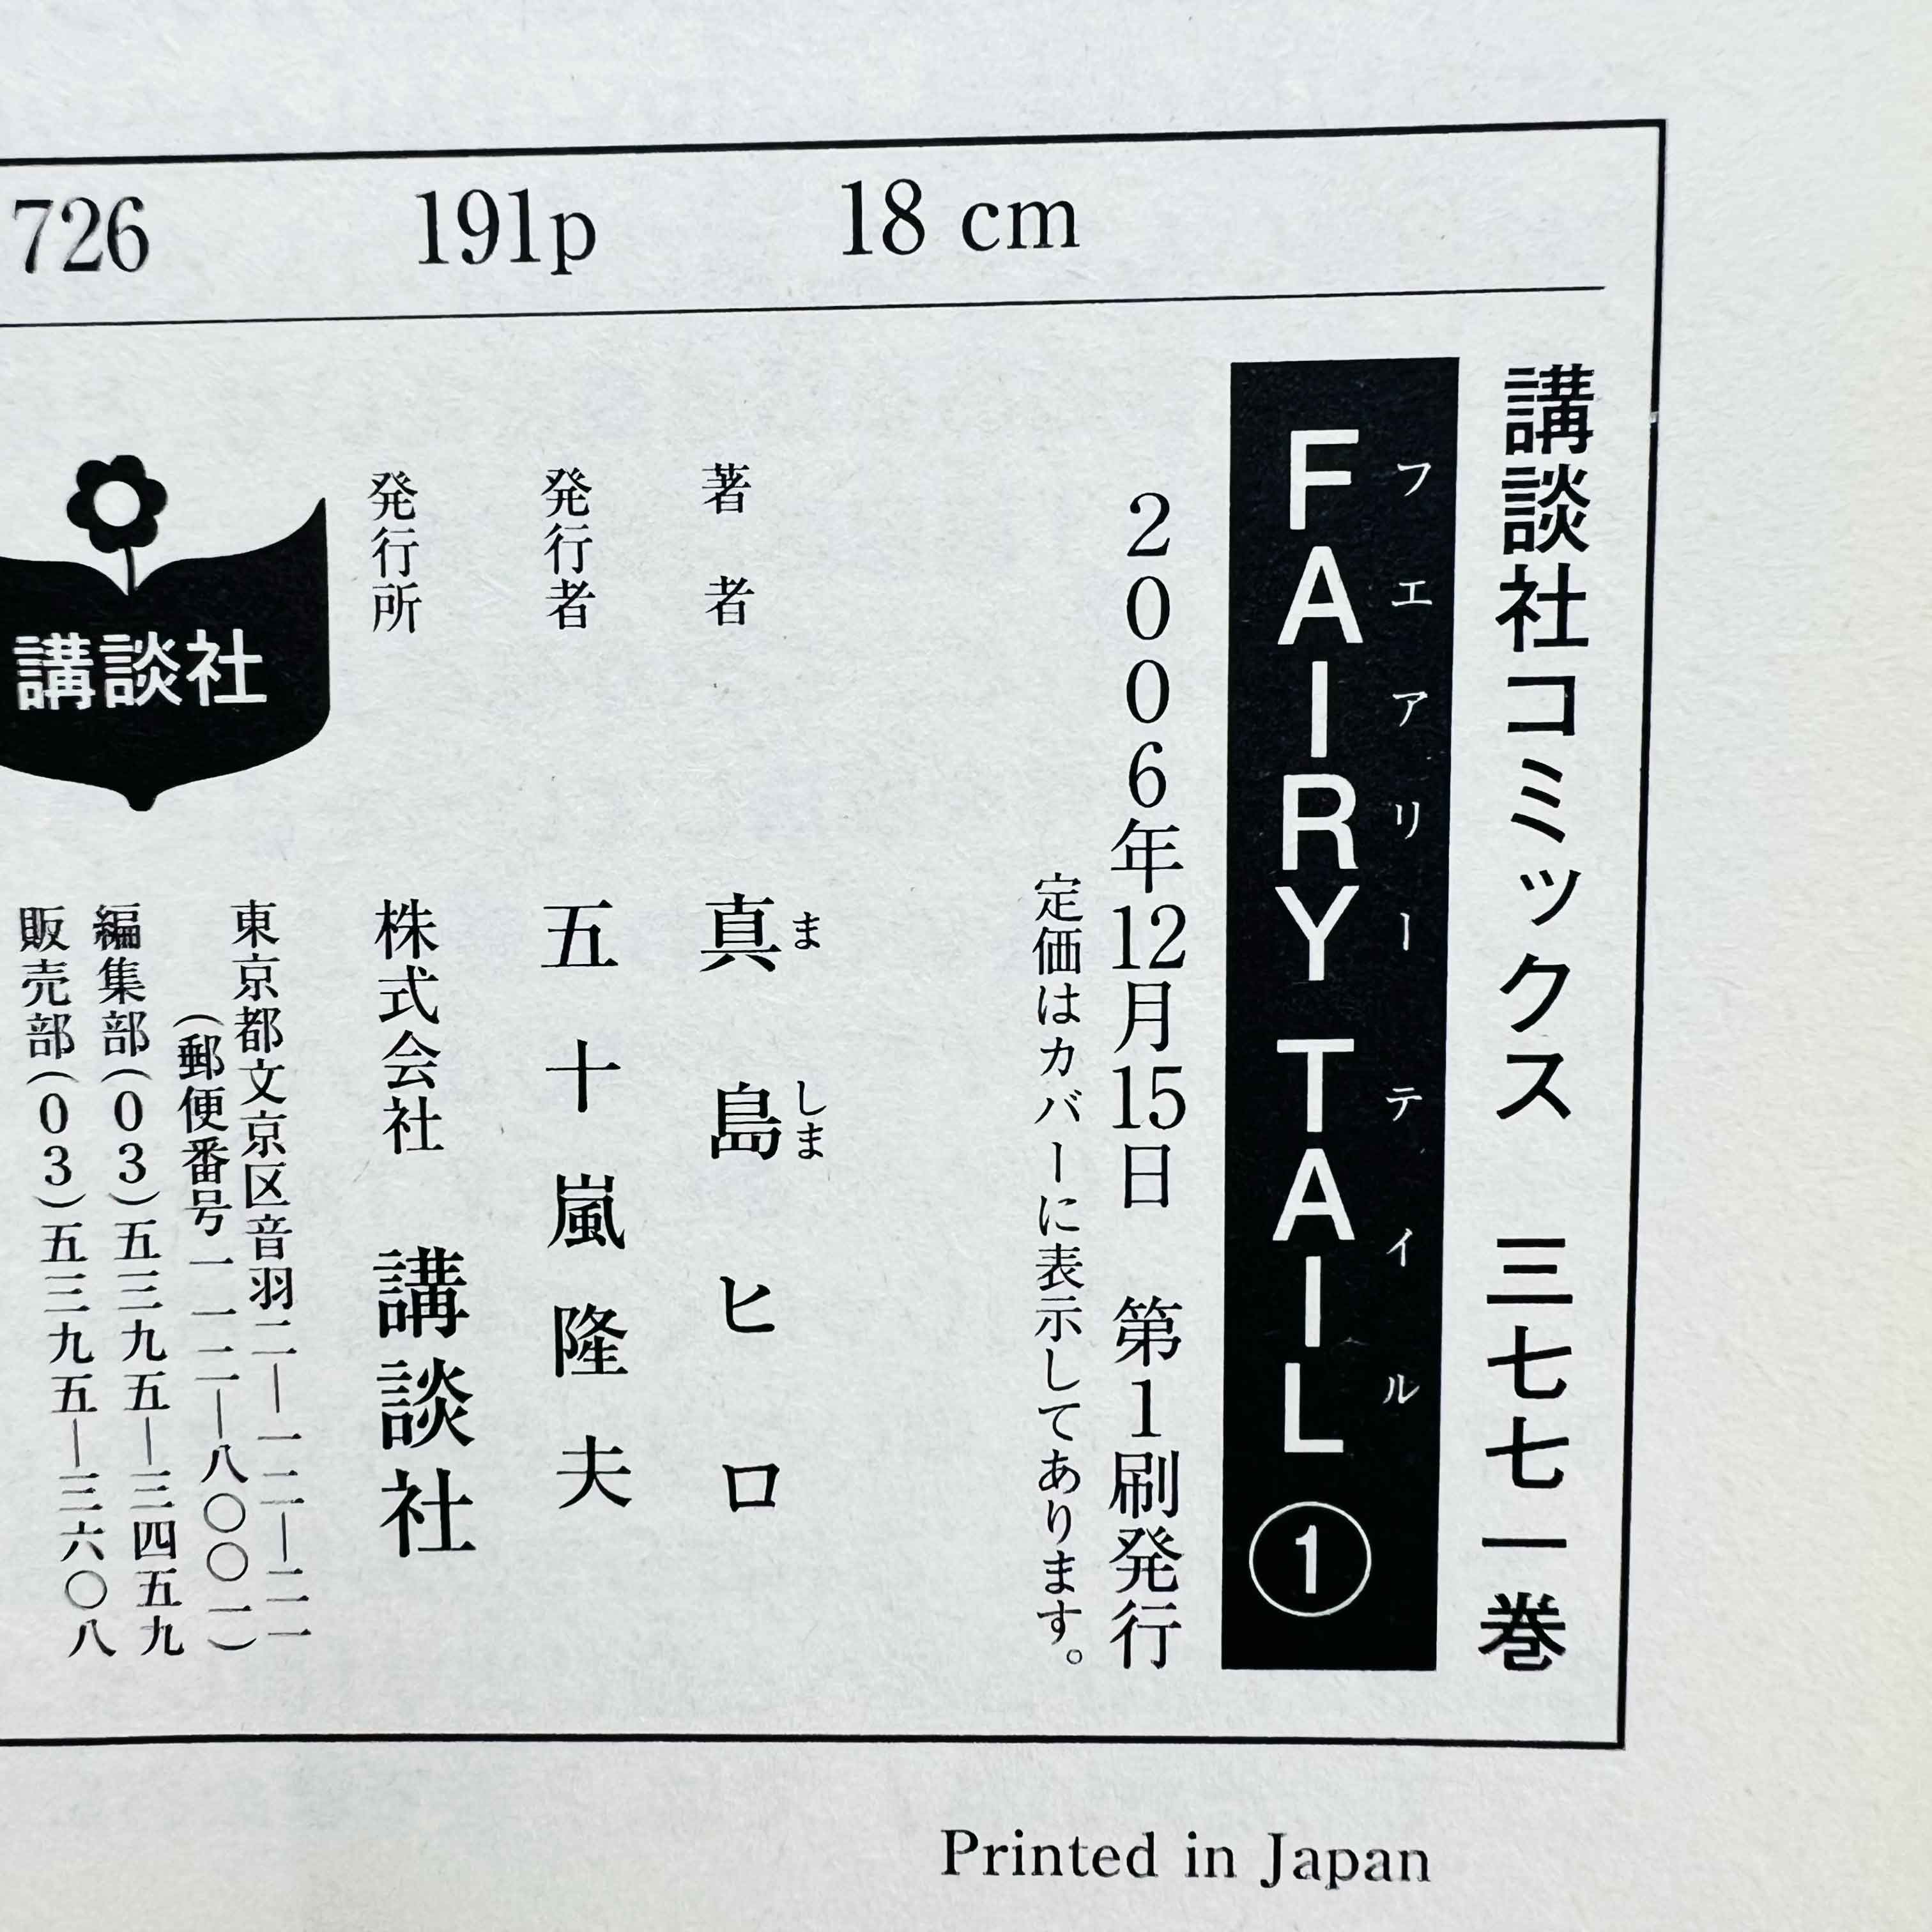 726 191p 18 cm
講談社コミックス 三七七一巻
FAIRY TAIL ①
フエアリーテイル
2006年12月15日 第1刷発行
定価はカバーに表示してあります。
著者 真島ヒロ
ま しま
発行者 五十嵐隆夫
発行所 株式会社 講談社
東京都文京区音羽二―一二―二一
(郵便番号一一二―八〇〇一)
編集部(03)五三九五―三四五九
販売部(03)五三九五―三六〇八
講談社
Printed in Japan